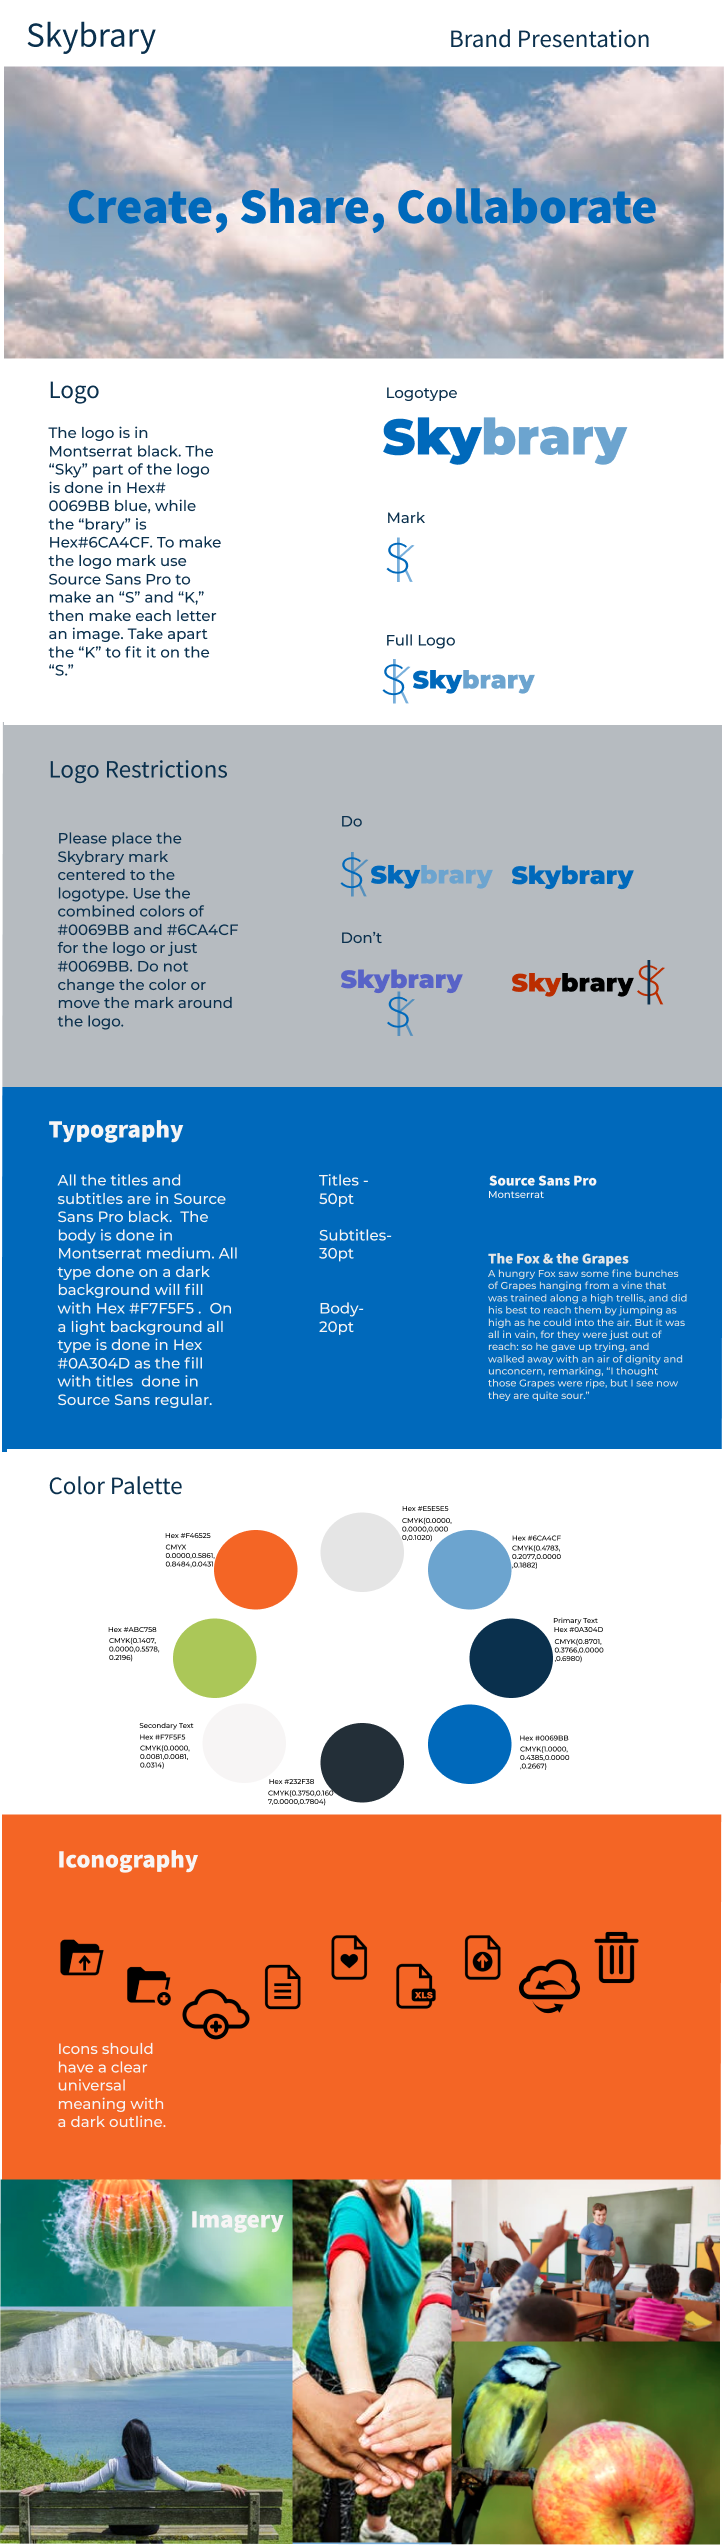 Skybrary
Brand Presentation
Create, Share, Collaborate
Logo
The logo is in
Montserrat black. The
“Sky” part of the logo
is done in Hex#
0069BB blue, while
the “brary” is
Hex#6CA4CF. To make
the logo mark use
Source Sans Pro to
make an “S” and “K,”
then make each letter
an image. Take apart
the “K” to fit it on the
“S.”
Logotype
Skybrary
Mark
SK
Full Logo
SK Skybrary
Logo Restrictions
Please place the
Skybrary mark
centered to the
logotype. Use the
combined colors of
#0069BB and #6CA4CF
for the logo or just
#0069BB. Do not
change the color or
move the mark around
the logo.
Do
SK Skybrary
Skybrary
Don’t
Skybrary
SK
Skybrary SK
Typography
All the titles and
subtitles are in Source
Sans Pro black.  The
body is done in
Montserrat medium. All
type done on a dark
background will fill
with Hex #F7F5F5 .  On
a light background all
type is done in Hex
#0A304D as the fill
with titles  done in
Source Sans regular.
Titles -
50pt
Subtitles-
30pt
Body-
20pt
Source Sans Pro
Montserrat
The Fox & the Grapes
A hungry Fox saw some fine bunches
of Grapes hanging from a vine that
was trained along a high trellis, and did
his best to reach them by jumping as
high as he could into the air. But it was
all in vain, for they were just out of
reach: so he gave up trying, and
walked away with an air of dignity and
unconcern, remarking, “I thought
those Grapes were ripe, but I see now
they are quite sour.”
Color Palette
Hex #E5E5E5
CMYK(0.0000,
0.0000,0.000
0,0.1020)
Hex #F46525
CMYX
0.0000,0.5861,
0.8484,0.0431
Hex #6CA4CF
CMYK(0.4783,
0.2077,0.0000
,0.1882)
Hex #ABC758
CMYK(0.1407,
0.0000,0.5578,
0.2196)
Primary Text
Hex #0A304D
CMYK(0.8701,
0.3766,0.0000
,0.6980)
Secondary Text
Hex #F7F5F5
CMYK(0.0000,
0.0081,0.0081,
0.0314)
Hex #0069BB
CMYK(1.0000,
0.4385,0.0000
,0.2667)
Hex #232F38
CMYK(0.3750,0.160
7,0.0000,0.7804)
Iconography
XLS
Icons should
have a clear
universal
meaning with
a dark outline.
Imagery